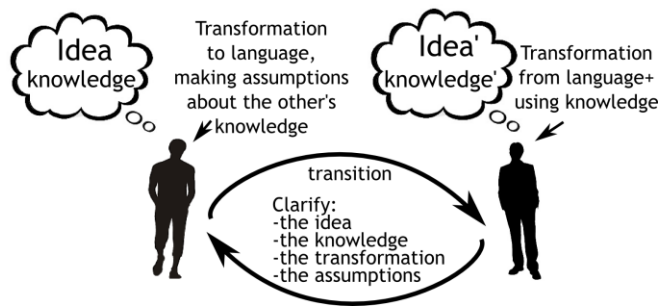 Idea
knowledge
Transformation
to language,
making assumptions
about the other's
knowledge
Idea'
knowledge'
Transformation
from language+
using knowledge
transition
Clarify:
-the idea
-the knowledge
-the transformation
-the assumptions